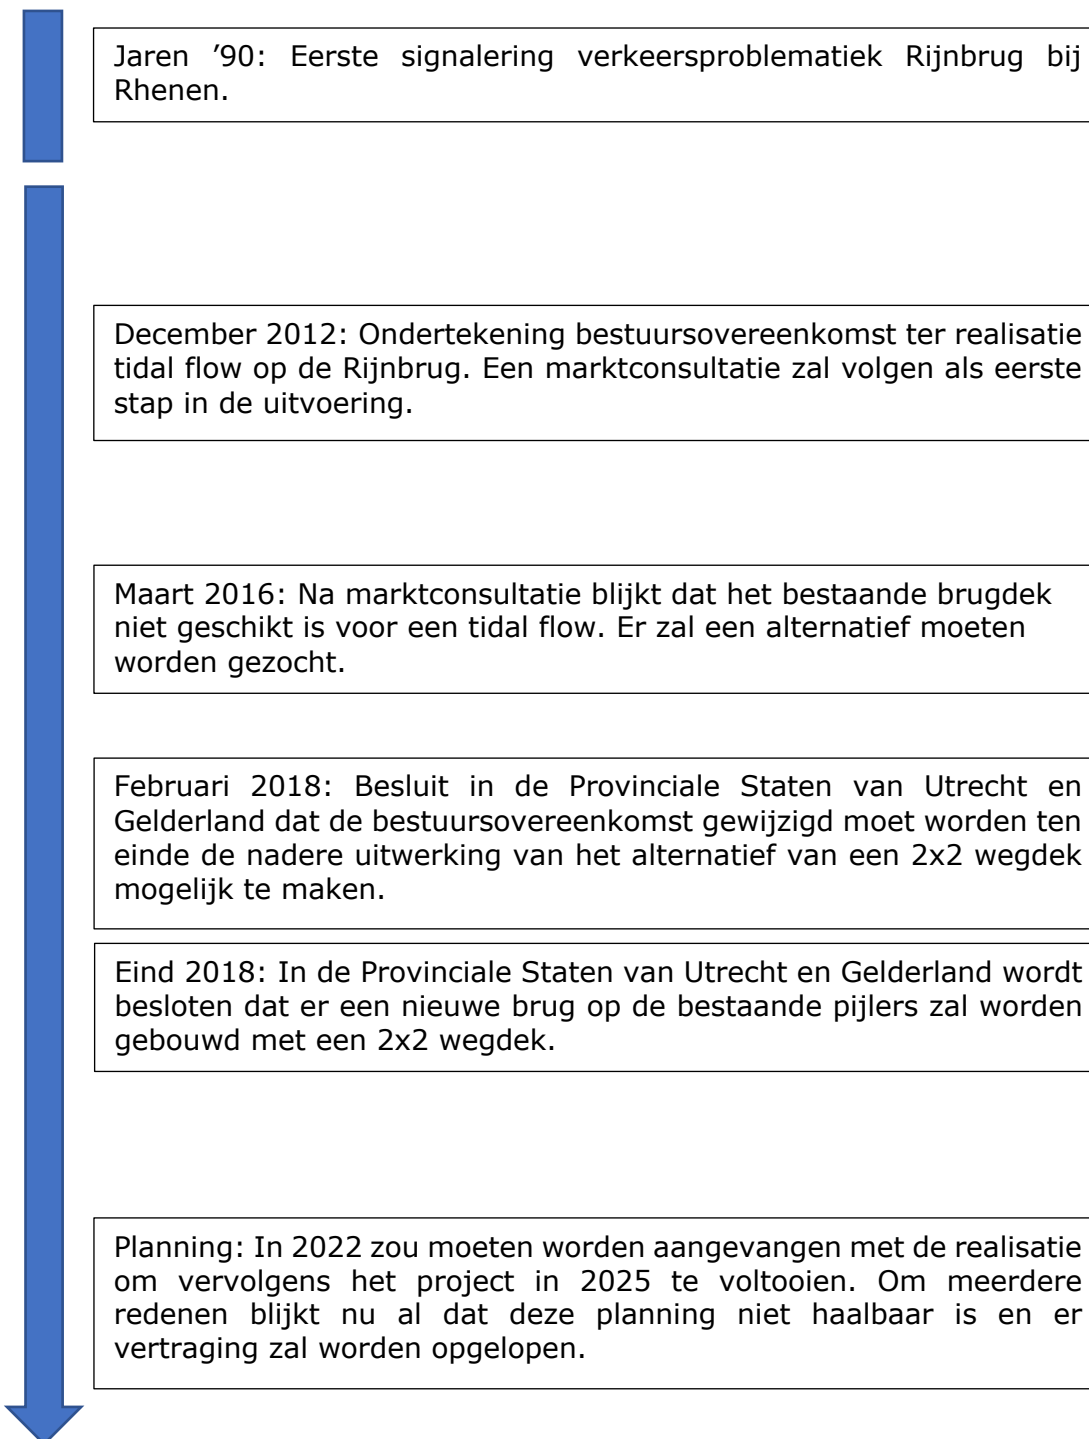 Jaren ’90: Eerste signalering verkeersproblematiek Rijnbrug bij
Rhenen.
December 2012: Ondertekening bestuursovereenkomst ter realisatie
tidal flow op de Rijnbrug. Een marktconsultatie zal volgen als eerste
stap in de uitvoering.
Maart 2016: Na marktconsultatie blijkt dat het bestaande brugdek
niet geschikt is voor een tidal flow. Er zal een alternatief moeten
worden gezocht.
Februari 2018: Besluit in de Provinciale Staten van Utrecht en
Gelderland dat de bestuursovereenkomst gewijzigd moet worden ten
einde de nadere uitwerking van het alternatief van een 2x2 wegdek
mogelijk te maken.
Eind 2018: In de Provinciale Staten van Utrecht en Gelderland wordt
besloten dat er een nieuwe brug op de bestaande pijlers zal worden
gebouwd met een 2x2 wegdek.
Planning: In 2022 zou moeten worden aangevangen met de realisatie
om vervolgens het project in 2025 te voltooien. Om meerdere
redenen blijkt nu al dat deze planning niet haalbaar is en er
vertraging zal worden opgelopen.